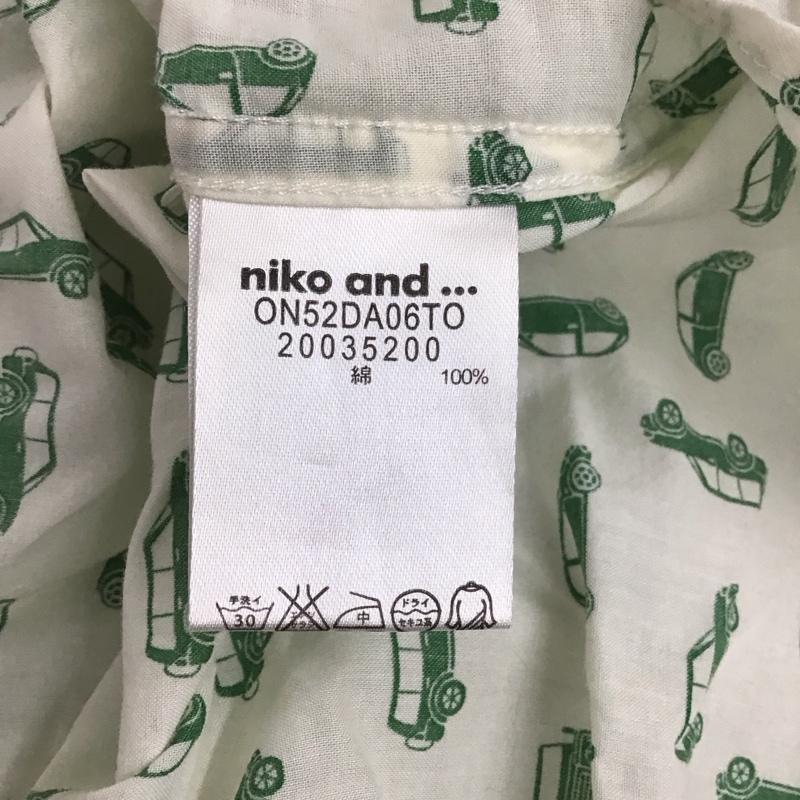 niko and ...
ON52DA06TO
20035200
綿 100%
手洗イ
30
中
ドライ
セキユ系